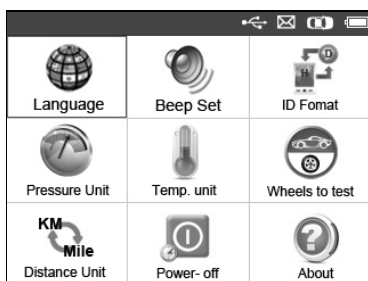 D
H
Language
Beep Set
ID Fomat
Pressure Unit
Temp. unit
Wheels to test
KM
Mile
Distance Unit
Power- off
About